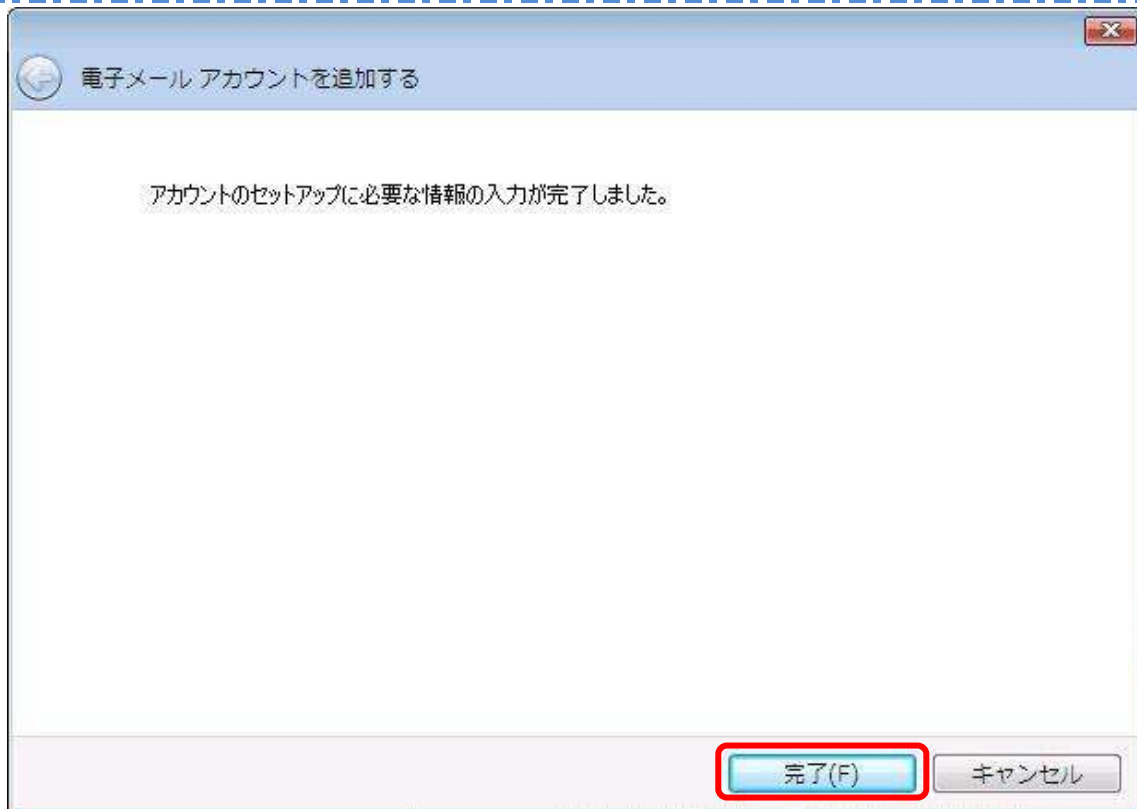 電子メール アカウントを追加する
アカウントのセットアップに必要な情報の入力が完了しました。
完了(F)
キャンセル